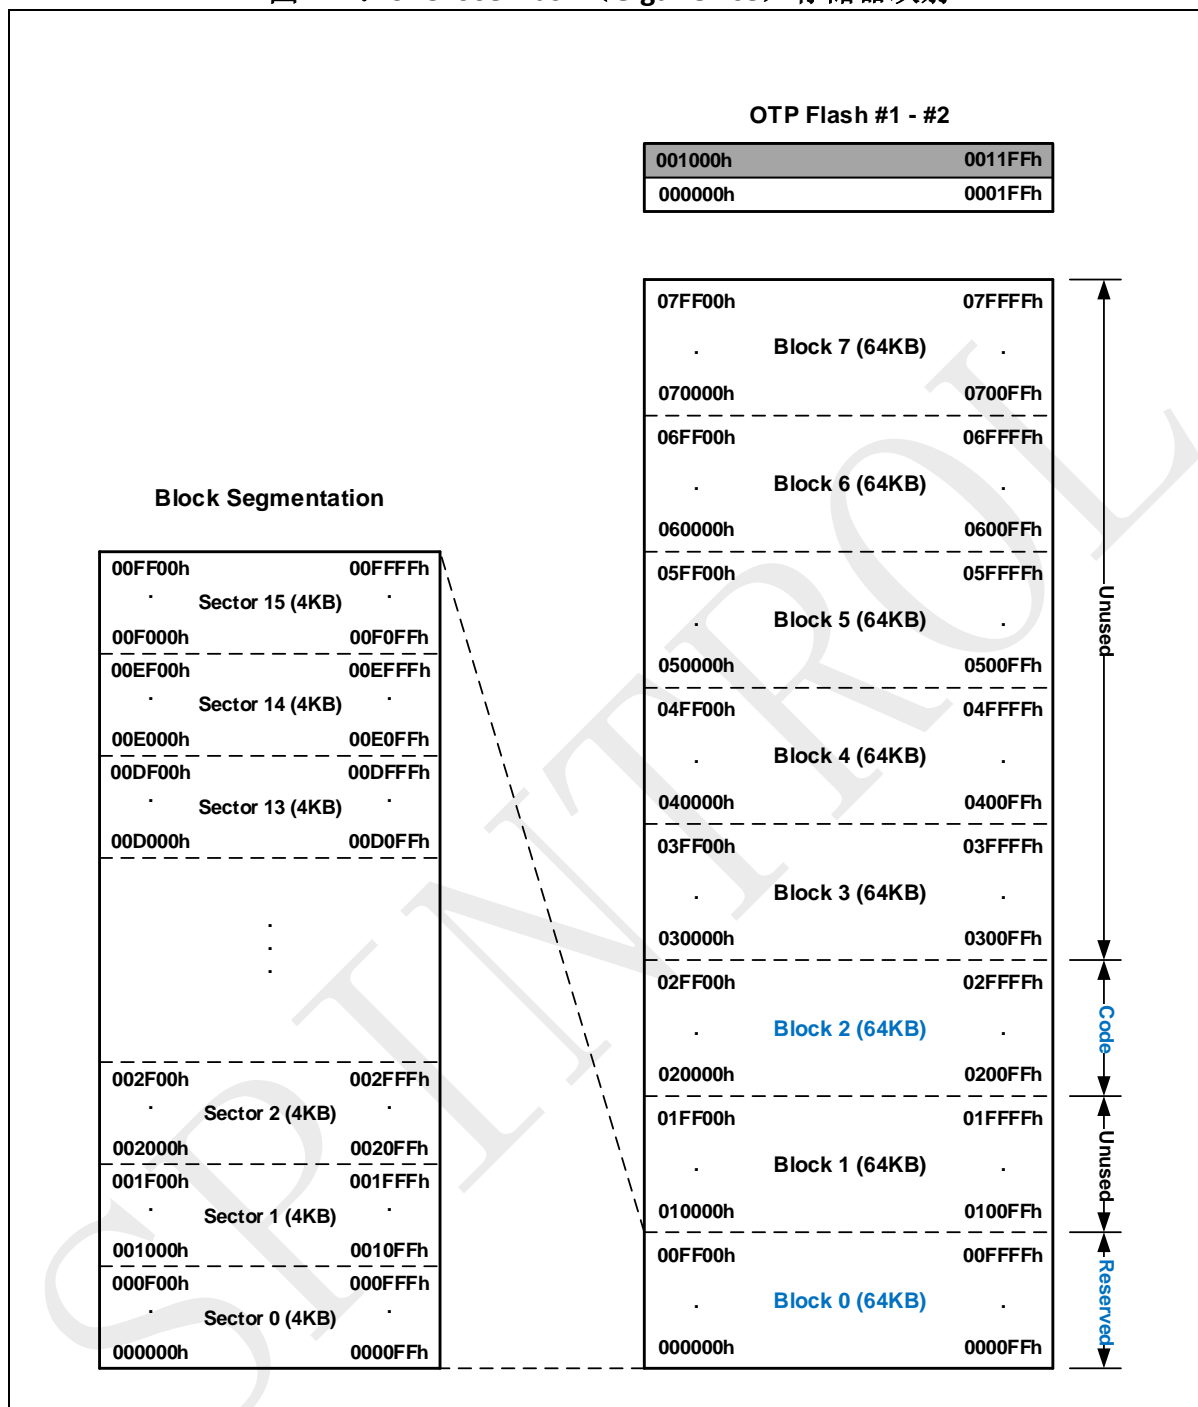 OTP Flash #1 - #2
001000h 0011FFh
000000h 0001FFh
07FF00h 07FFFFh
. Block 7 (64KB) .
070000h 0700FFh
06FF00h 06FFFFh
. Block 6 (64KB) .
060000h 0600FFh
05FF00h 05FFFFh
. Block 5 (64KB) .
050000h 0500FFh
04FF00h 04FFFFh
. Block 4 (64KB) .
040000h 0400FFh
03FF00h 03FFFFh
. Block 3 (64KB) .
030000h 0300FFh
02FF00h 02FFFFh
. Block 2 (64KB) .
020000h 0200FFh
01FF00h 01FFFFh
. Block 1 (64KB) .
010000h 0100FFh
00FF00h 00FFFFh
. Block 0 (64KB) .
000000h 0000FFh
Unused
Code
Unused
Reserved
Block Segmentation
00FF00h 00FFFFh
. Sector 15 (4KB) .
00F000h 00F0FFh
00EF00h 00EFFFh
. Sector 14 (4KB) .
00E000h 00E0FFh
00DF00h 00DFFFh
. Sector 13 (4KB) .
00D000h 00D0FFh
.
.
.
002F00h 002FFFh
. Sector 2 (4KB) .
002000h 0020FFh
001F00h 001FFFh
. Sector 1 (4KB) .
001000h 0010FFh
000F00h 000FFFh
. Sector 0 (4KB) .
000000h 0000FFh
SPINTROL